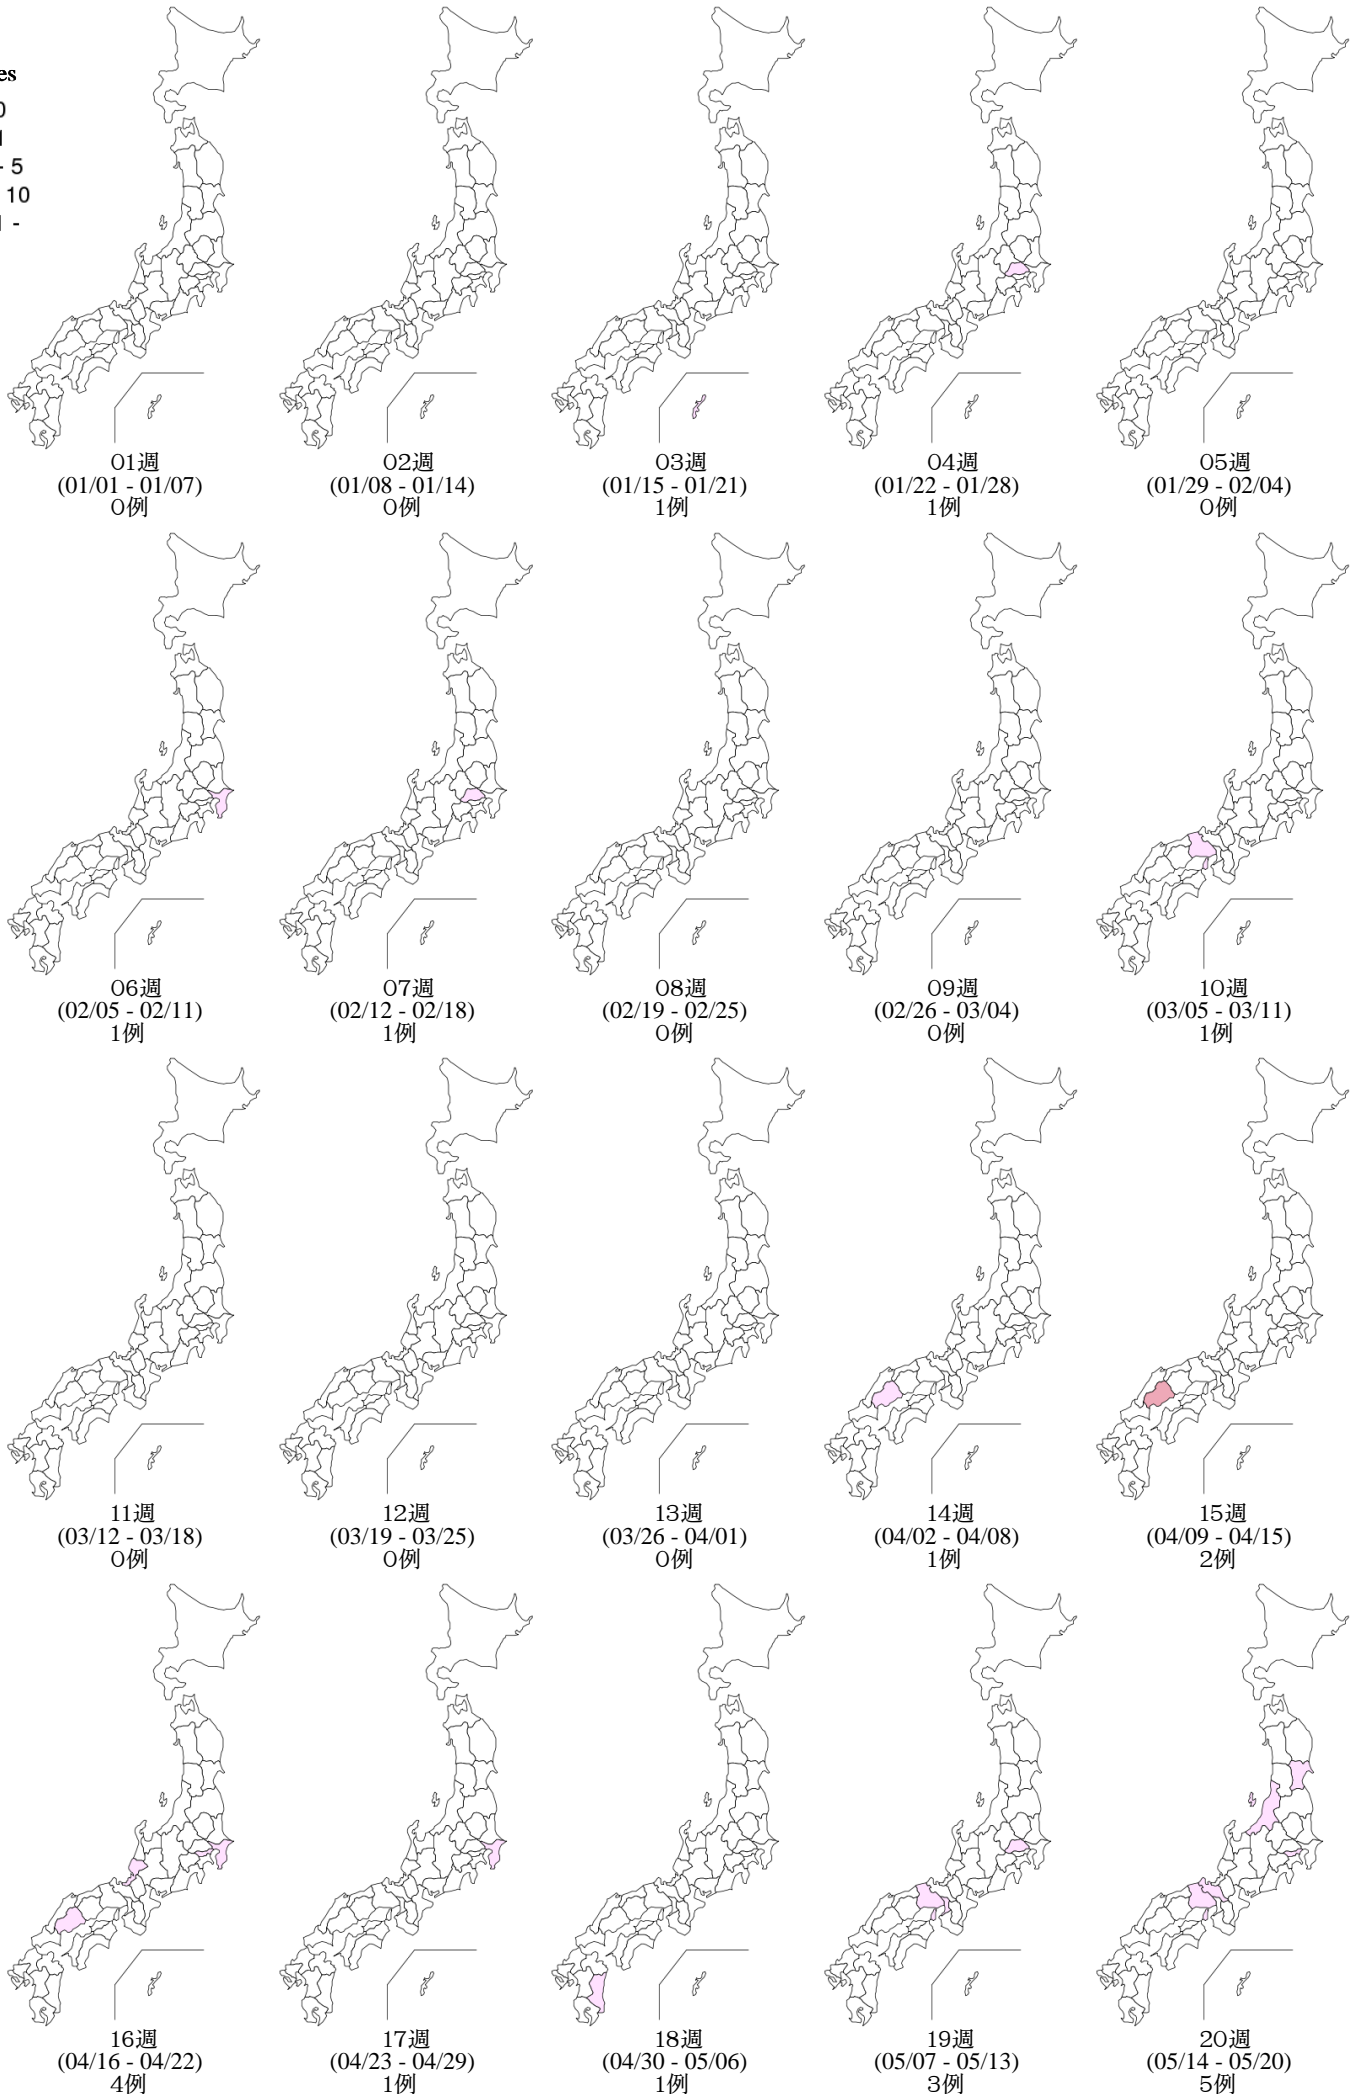 es
0
1
- 5
10
1 -
01週
(01/01 - 01/07)
0例
02週
(01/08 - 01/14)
0例
03週
(01/15 - 01/21)
1例
04週
(01/22 - 01/28)
1例
05週
(01/29 - 02/04)
0例
06週
(02/05 - 02/11)
1例
07週
(02/12 - 02/18)
1例
08週
(02/19 - 02/25)
0例
09週
(02/26 - 03/04)
0例
10週
(03/05 - 03/11)
1例
11週
(03/12 - 03/18)
0例
12週
(03/19 - 03/25)
0例
13週
(03/26 - 04/01)
0例
14週
(04/02 - 04/08)
1例
15週
(04/09 - 04/15)
2例
16週
(04/16 - 04/22)
4例
17週
(04/23 - 04/29)
1例
18週
(04/30 - 05/06)
1例
19週
(05/07 - 05/13)
3例
20週
(05/14 - 05/20)
5例